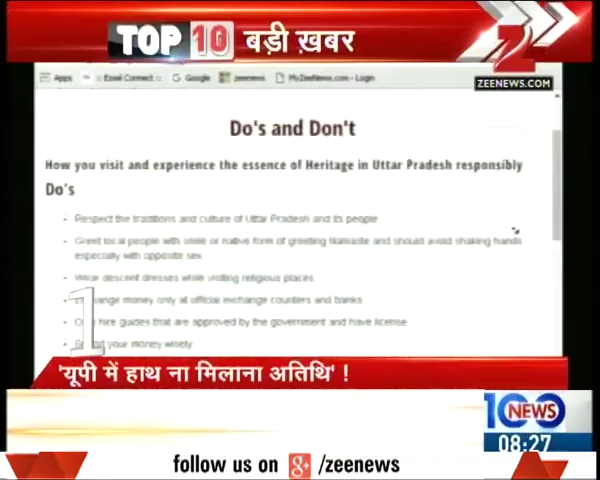 TOP 10 बड़ी ख़बर
ZEENEWS.COM
Apps :: Essel Connect :: Google zeenews MyZeeNews.com - Login
Do's and Don't
How you visit and experience the essence of Heritage in Uttar Pradesh responsibly
Do's
Respect the traditions and culture of Uttar Pradesh and its people
Greet local people with smile or native form of greeting Namaste and should avoid shaking hands
especially with opposite sex
Wear descent dresses while visiting religious places.
money only at official exchange counters and banks
hire guides that are approved by the government and have license
your money wisely
1
'यूपी में हाथ ना मिलाना अतिथि' !
100 NEWS
08:27
follow us on g+ /zeenews